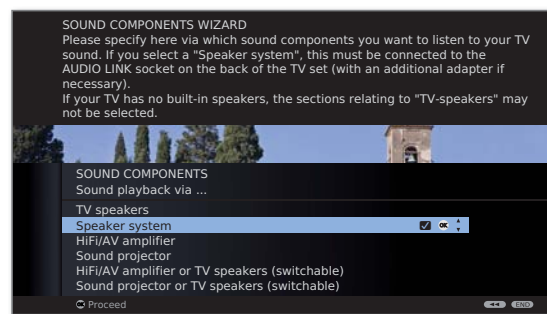 SOUND COMPONENTS WIZARD
Please specify here via which sound components you want to listen to your TV
sound. If you select a "Speaker system", this must be connected to the
AUDIO LINK socket on the back of the TV set (with an additional adapter if
necessary).
If your TV has no built-in speakers, the sections relating to "TV-speakers" may
not be selected.
SOUND COMPONENTS
Sound playback via ...
TV speakers
Speaker system OK
HiFi/AV amplifier
Sound projector
HiFi/AV amplifier or TV speakers (switchable)
Sound projector or TV speakers (switchable)
OK Proceed END